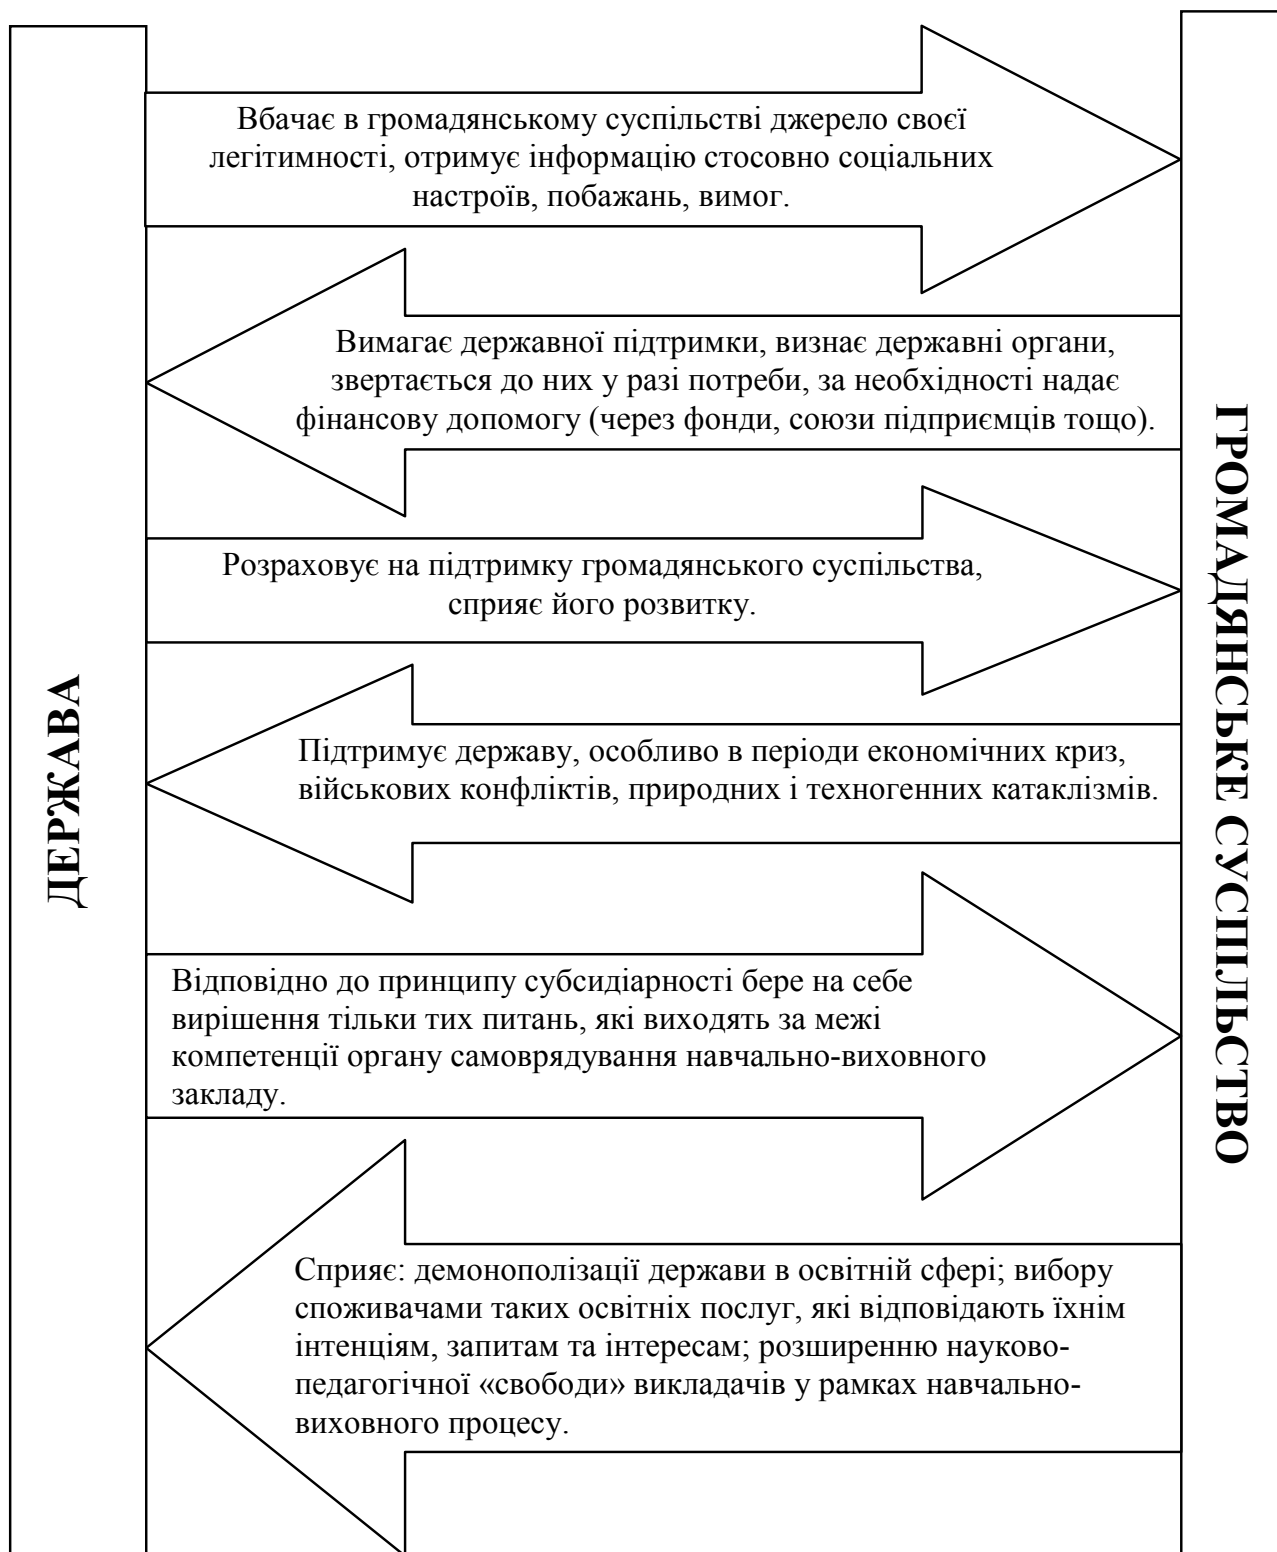 ДЕРЖАВА
Вбачає в громадянському суспільстві джерело своєї
легітимності, отримує інформацію стосовно соціальних
настроїв, побажань, вимог.
Вимагає державної підтримки, визнає державні органи,
звертається до них у разі потреби, за необхідності надає
фінансову допомогу (через фонди, союзи підприємців тощо).
Розраховує на підтримку громадянського суспільства,
сприяє його розвитку.
Підтримує державу, особливо в періоди економічних криз,
військових конфліктів, природних і техногенних катаклізмів.
Відповідно до принципу субсидіарності бере на себе
вирішення тільки тих питань, які виходять за межі
компетенції органу самоврядування навчально-виховного
закладу.
Сприяє: демонополізації держави в освітній сфері; вибору
споживачами таких освітніх послуг, які відповідають їхнім
інтенціям, запитам та інтересам; розширенню науково-
педагогічної «свободи» викладачів у рамках навчально-
виховного процесу.
ГРОМАДЯНСЬКЕ СУСПІЛЬСТВО